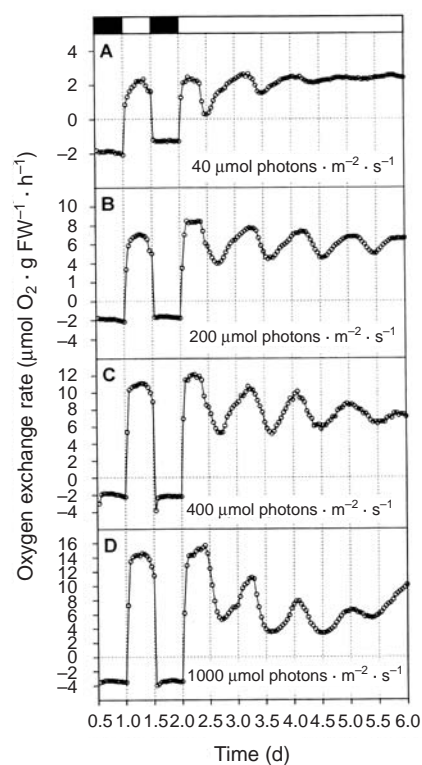 Oxygen exchange rate (μmol O₂ · g FW⁻¹ · h⁻¹)
A
4
2
0
−2
40 μmol photons · m⁻² · s⁻¹
B
10
8
6
4
2
0
−2
−4
200 μmol photons · m⁻² · s⁻¹
C
12
10
8
6
4
2
0
−2
−4
400 μmol photons · m⁻² · s⁻¹
D
16
14
12
10
8
6
4
2
0
−2
−4
1000 μmol photons · m⁻² · s⁻¹
0.5 1.0 1.5 2.0 2.5 3.0 3.5 4.0 4.5 5.0 5.5 6.0
Time (d)